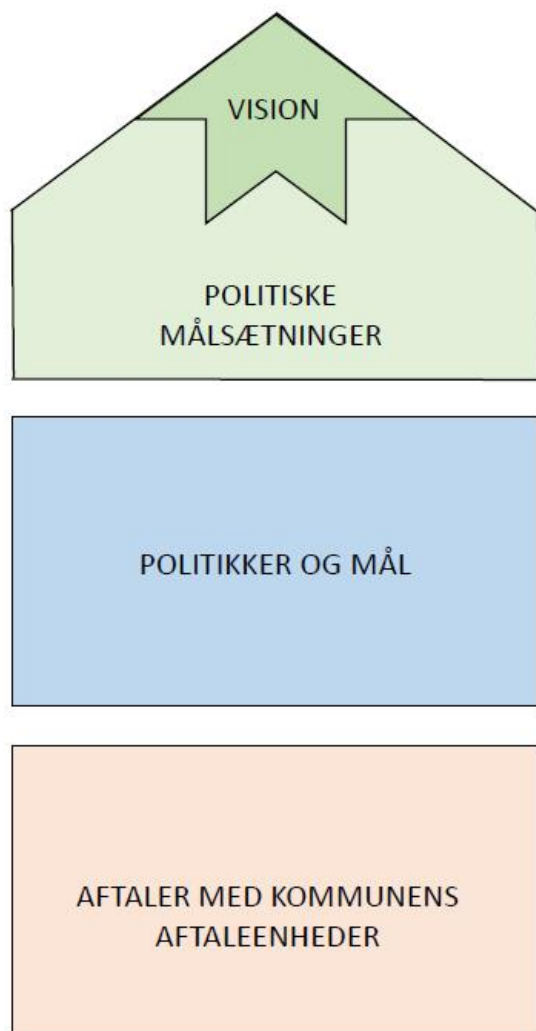 VISION
POLITISKE
MÅLSÆTNINGER
POLITIKKER OG MÅL
AFTALER MED KOMMUNENS
AFTALEENHEDER